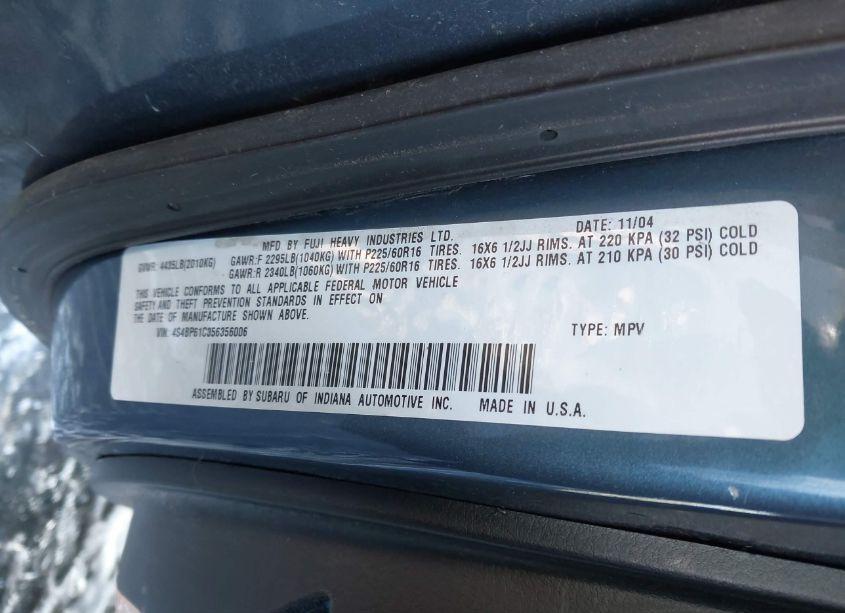 MFD BY FUJI HEAVY INDUSTRIES LTD. DATE: 11/04
GVWR: 4435LB(2010KG) GAWR:F 2295LB(1040KG) WITH P225/60R16 TIRES. 16X6 1/2JJ RIMS. AT 220 KPA (32 PSI) COLD
GAWR:R 2340LB(1060KG) WITH P225/60R16 TIRES. 16X6 1/2JJ RIMS. AT 210 KPA (30 PSI) COLD
THIS VEHICLE CONFORMS TO ALL APPLICABLE FEDERAL MOTOR VEHICLE
SAFETY AND THEFT PREVENTION STANDARDS IN EFFECT ON
THE DATE OF MANUFACTURE SHOWN ABOVE.
VIN: 4S4BP61C956356006 TYPE: MPV
ASSEMBLED BY SUBARU OF INDIANA AUTOMOTIVE INC. MADE IN U.S.A.